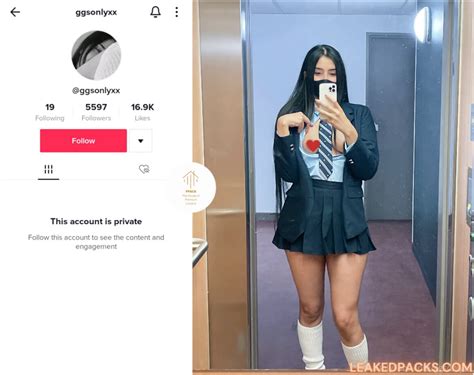 ggsonlyxx
@ggsonlyxx
19
5597
16.9K
Following
Followers
Likes
Follow
This account is private
Follow this account to see the content and
engagement
LEAKEDPACKS.COM